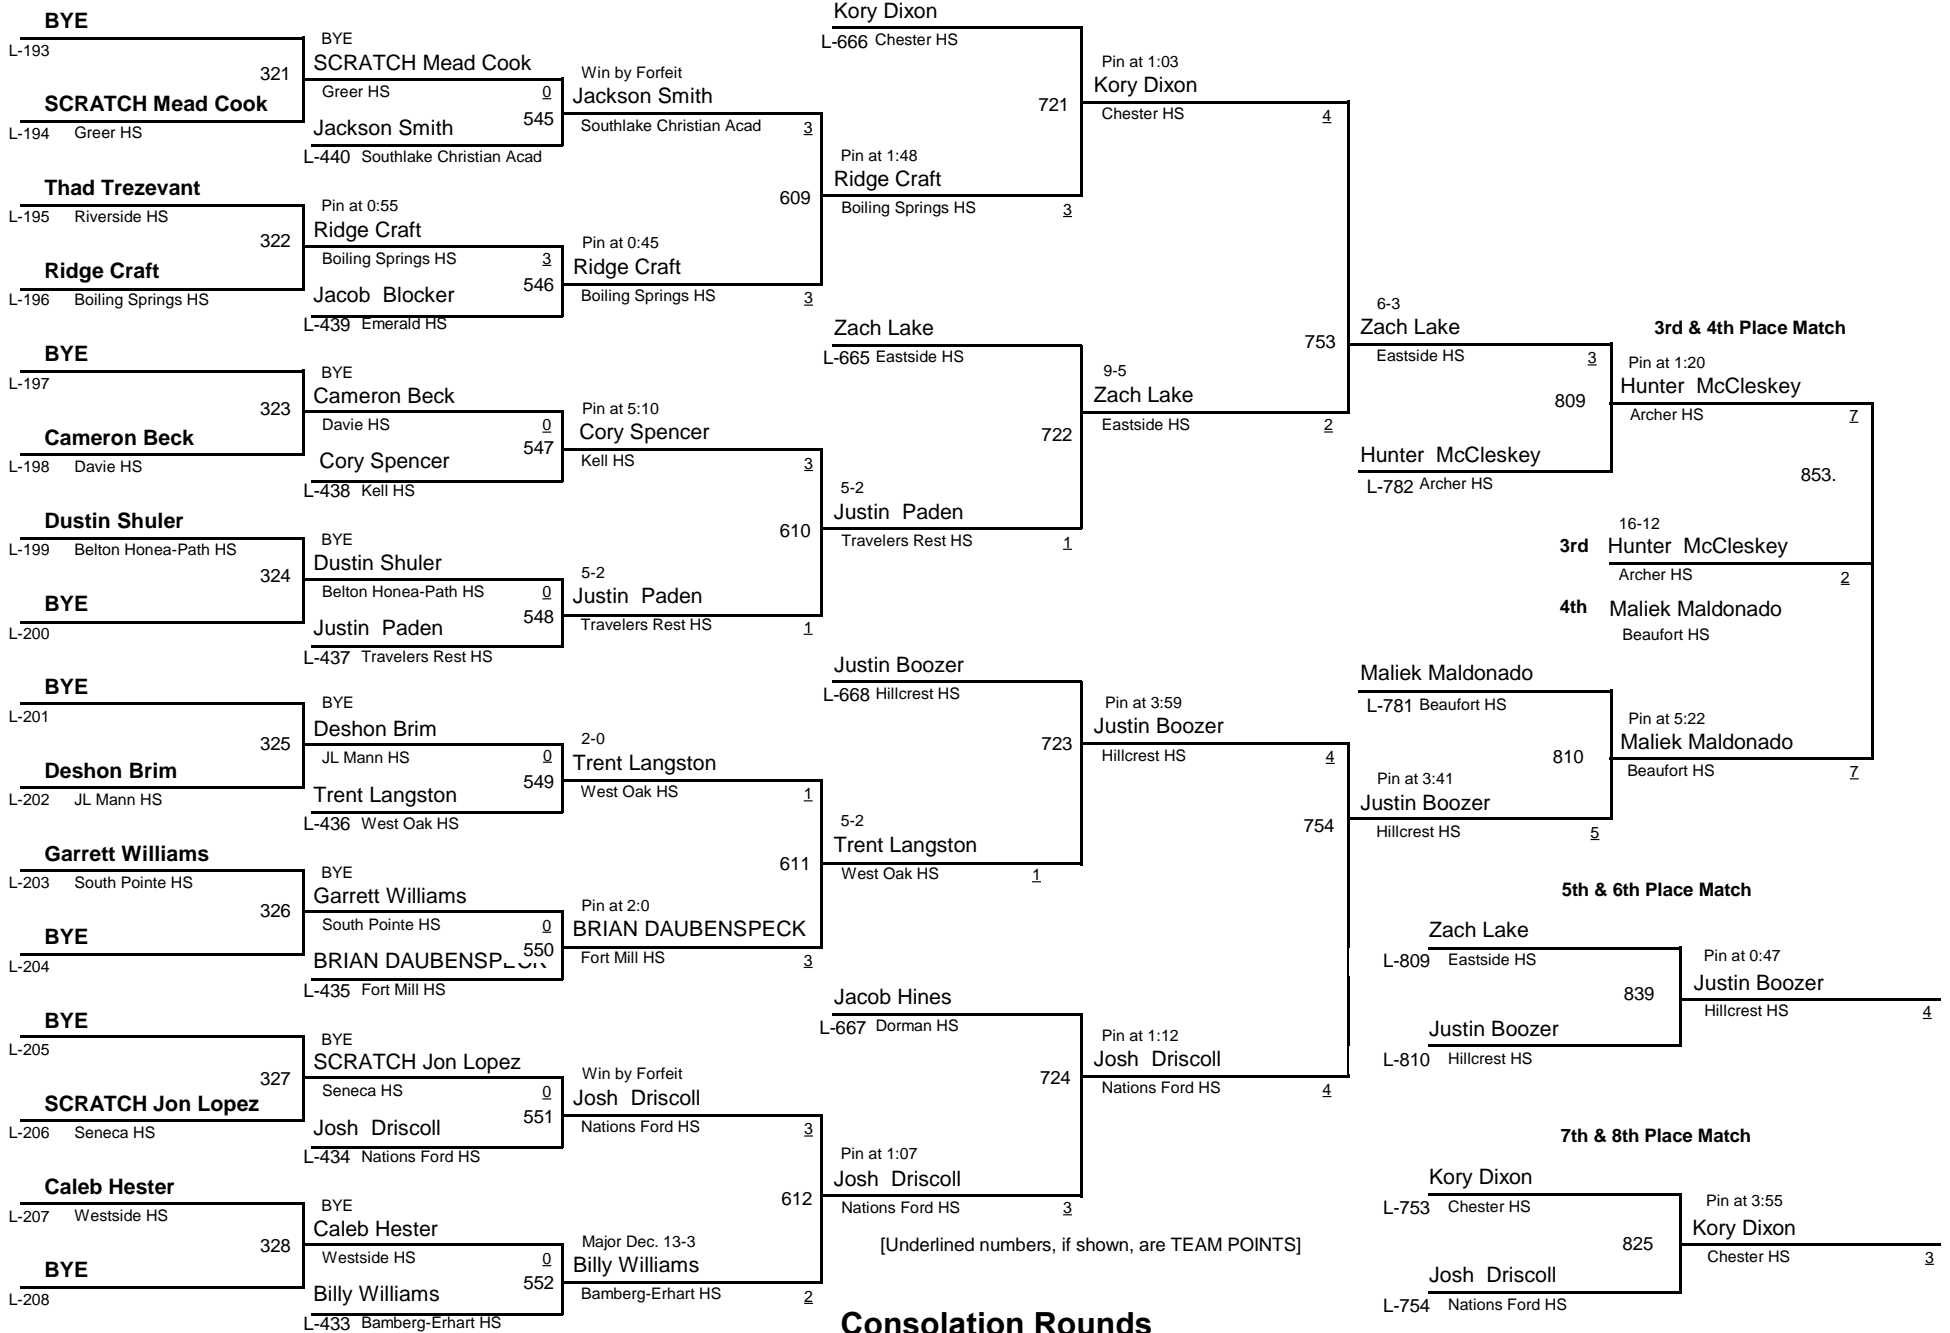 BYE
L-193
321
SCRATCH Mead Cook
L-194 Greer HS
Thad Trezevant
L-195 Riverside HS
322
Ridge Craft
L-196 Boiling Springs HS
BYE
L-197
323
Cameron Beck
L-198 Davie HS
Dustin Shuler
L-199 Belton Honea-Path HS
324
BYE
L-200
BYE
L-201
325
Deshon Brim
L-202 JL Mann HS
Garrett Williams
L-203 South Pointe HS
326
BYE
L-204
BYE
L-205
327
SCRATCH Jon Lopez
L-206 Seneca HS
Caleb Hester
L-207 Westside HS
328
BYE
L-208
BYE
SCRATCH Mead Cook
Greer HS 0
545
Jackson Smith
L-440 Southlake Christian Acad
Pin at 0:55
Ridge Craft
Boiling Springs HS 3
546
Jacob Blocker
L-439 Emerald HS
BYE
Cameron Beck
Davie HS 0
547
Cory Spencer
L-438 Kell HS
BYE
Dustin Shuler
Belton Honea-Path HS 0
548
Justin Paden
L-437 Travelers Rest HS
BYE
Deshon Brim
JL Mann HS 0
549
Trent Langston
L-436 West Oak HS
BYE
Garrett Williams
South Pointe HS 0
550
BRIAN DAUBENSPECK
L-435 Fort Mill HS
BYE
SCRATCH Jon Lopez
Seneca HS 0
551
Josh Driscoll
L-434 Nations Ford HS
BYE
Caleb Hester
Westside HS 0
552
Billy Williams
L-433 Bamberg-Erhart HS
Win by Forfeit
Jackson Smith
Southlake Christian Acad 3
609
Pin at 0:45
Ridge Craft
Boiling Springs HS 3
Pin at 5:10
Cory Spencer
Kell HS 3
610
5-2
Justin Paden
Travelers Rest HS 1
2-0
Trent Langston
West Oak HS 1
611
Pin at 2:0
BRIAN DAUBENSPECK
Fort Mill HS 3
Win by Forfeit
Josh Driscoll
Nations Ford HS 3
612
Major Dec. 13-3
Billy Williams
Bamberg-Erhart HS 2
Kory Dixon
L-666 Chester HS
721
Pin at 1:48
Ridge Craft
Boiling Springs HS 3
Zach Lake
L-665 Eastside HS
722
5-2
Justin Paden
Travelers Rest HS 1
Justin Boozer
L-668 Hillcrest HS
723
5-2
Trent Langston
West Oak HS 1
Jacob Hines
L-667 Dorman HS
724
Pin at 1:07
Josh Driscoll
Nations Ford HS 3
Pin at 1:03
Kory Dixon
Chester HS 4
753
9-5
Zach Lake
Eastside HS 2
Pin at 3:59
Justin Boozer
Hillcrest HS 4
754
Pin at 1:12
Josh Driscoll
Nations Ford HS 4
6-3
Zach Lake
Eastside HS 3
809
Hunter McCleskey
L-782 Archer HS
Maliek Maldonado
L-781 Beaufort HS
810
Pin at 3:41
Justin Boozer
Hillcrest HS 5
3rd & 4th Place Match
Pin at 1:20
Hunter McCleskey
Archer HS 7
853.
16-12
3rd Hunter McCleskey
Archer HS 2
4th Maliek Maldonado
Beaufort HS
Pin at 5:22
Maliek Maldonado
Beaufort HS 7
5th & 6th Place Match
Zach Lake
L-809 Eastside HS
839
Justin Boozer
L-810 Hillcrest HS
Pin at 0:47
Justin Boozer
Hillcrest HS 4
7th & 8th Place Match
Kory Dixon
L-753 Chester HS
825
Josh Driscoll
L-754 Nations Ford HS
Pin at 3:55
Kory Dixon
Chester HS 3
[Underlined numbers, if shown, are TEAM POINTS]
Consolation Rounds